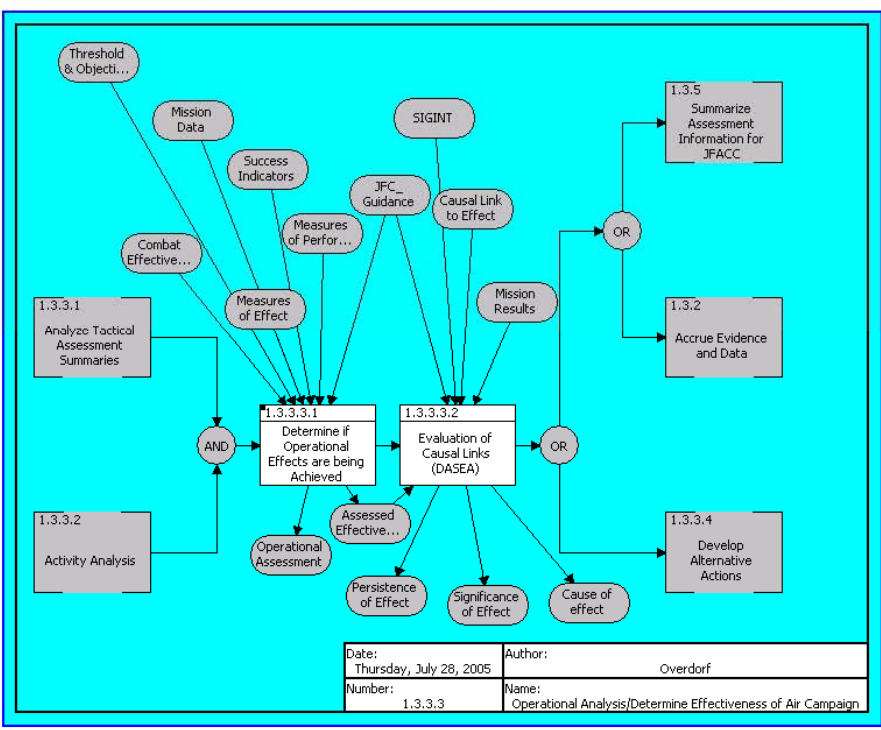 Threshold
& Objecti...
Mission
Data
SIGINT
1.3.5
Summarize
Assessment
Information for
JFACC
Success
Indicators
JFC_
Guidance
Causal Link
to Effect
Measures
of Perfor...
OR
Combat
Effective...
Measures
of Effect
Mission
Results
1.3.3.1
Analyze Tactical
Assessment
Summaries
1.3.2
Accrue Evidence
and Data
AND
1.3.3.3.1
Determine if
Operational
Effects are being
Achieved
1.3.3.3.2
Evaluation of
Causal Links
(DASEA)
OR
1.3.3.2
Activity Analysis
Operational
Assessment
Assessed
Effective...
1.3.3.4
Develop
Alternative
Actions
Persistence
of Effect
Significance
of Effect
Cause of
effect
Date:
Thursday, July 28, 2005
Author:
Overdorf
Number:
1.3.3.3
Name:
Operational Analysis/Determine Effectiveness of Air Campaign